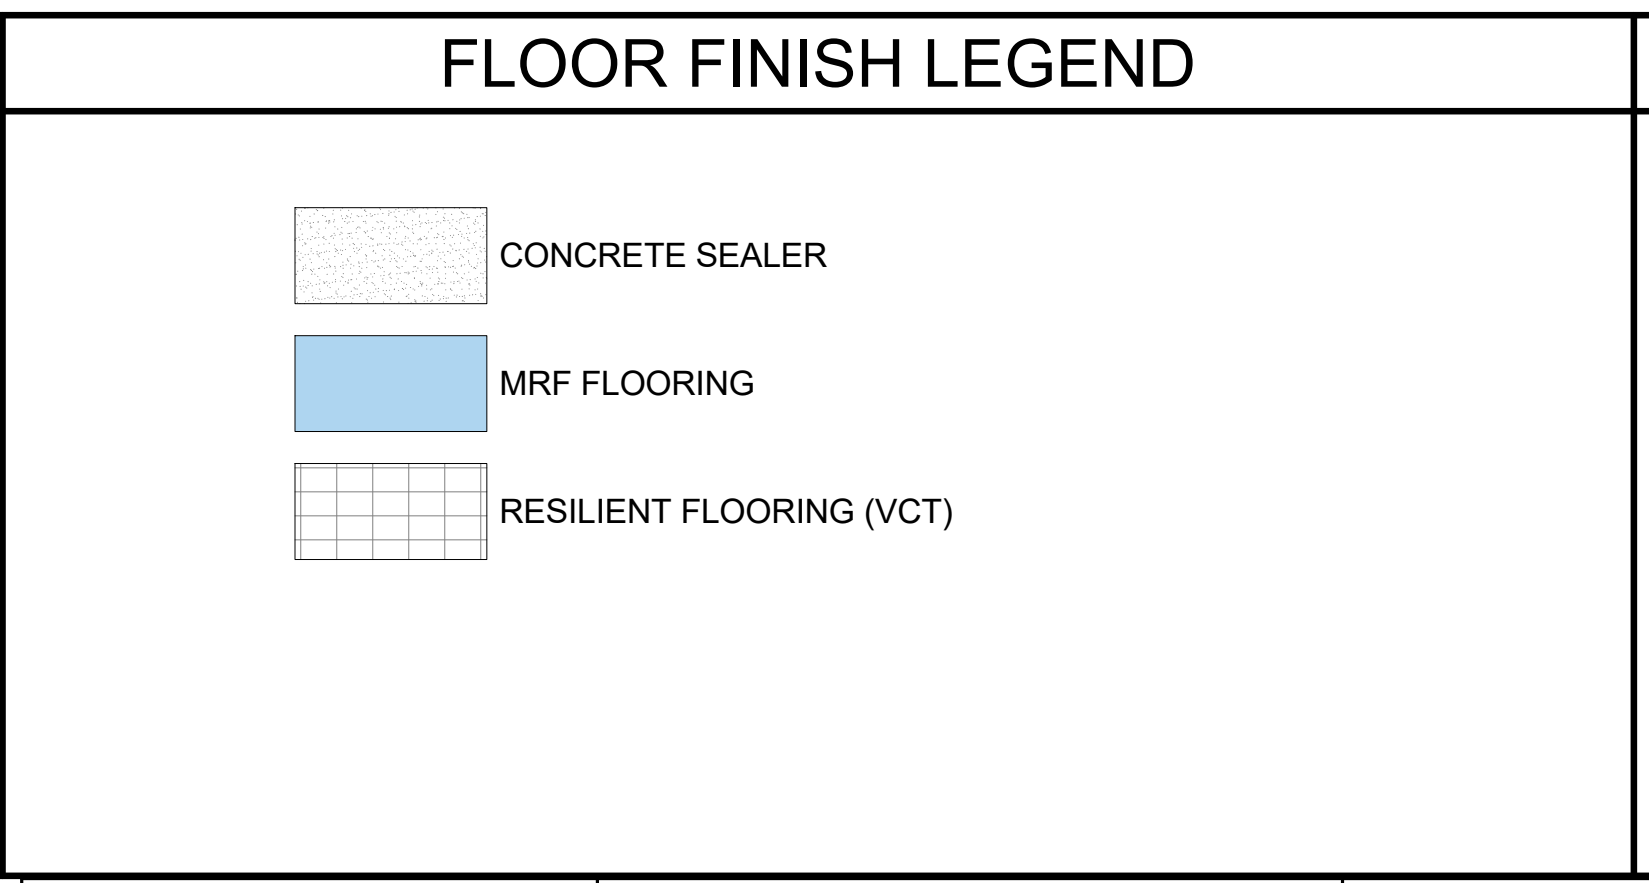 FLOOR FINISH LEGEND
CONCRETE SEALER
MRF FLOORING
RESILIENT FLOORING (VCT)